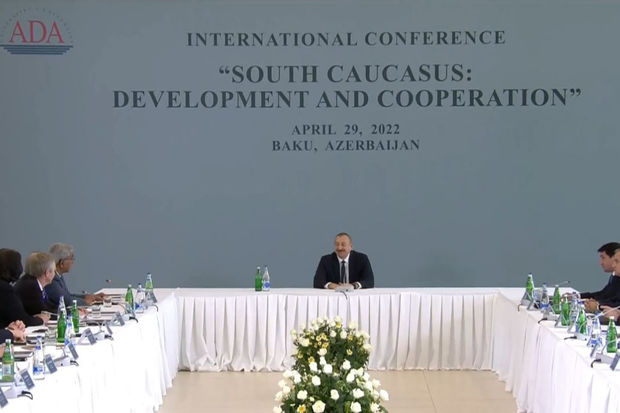 ADA
INTERNATIONAL CONFERENCE
“SOUTH CAUCASUS:
DEVELOPMENT AND COOPERATION”
APRIL 29, 2022
BAKU, AZERBAIJAN